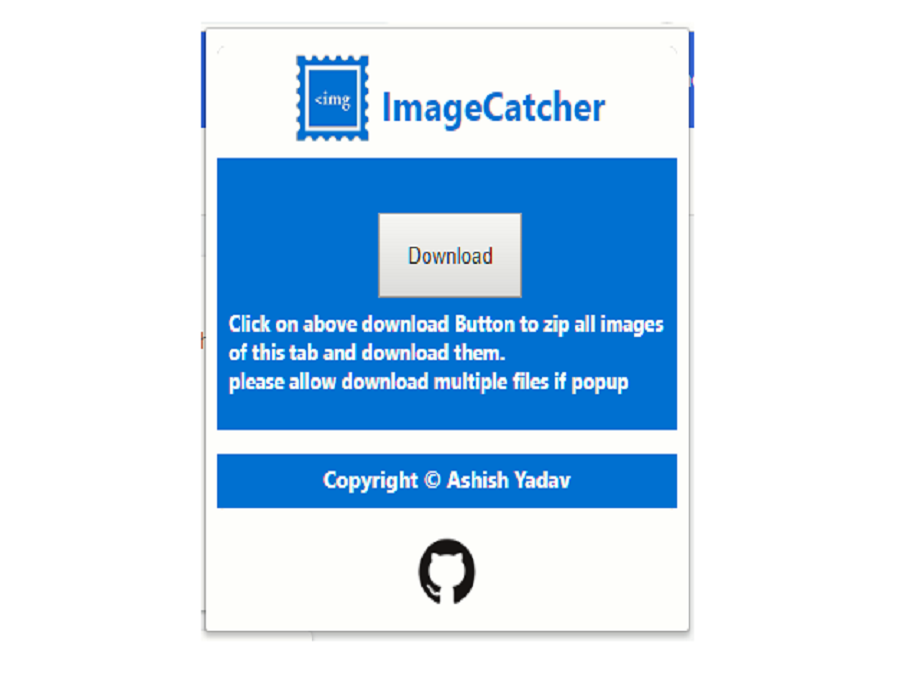 <img
ImageCatcher
Download
Click on above download Button to zip all images
of this tab and download them.
please allow download multiple files if popup
Copyright © Ashish Yadav